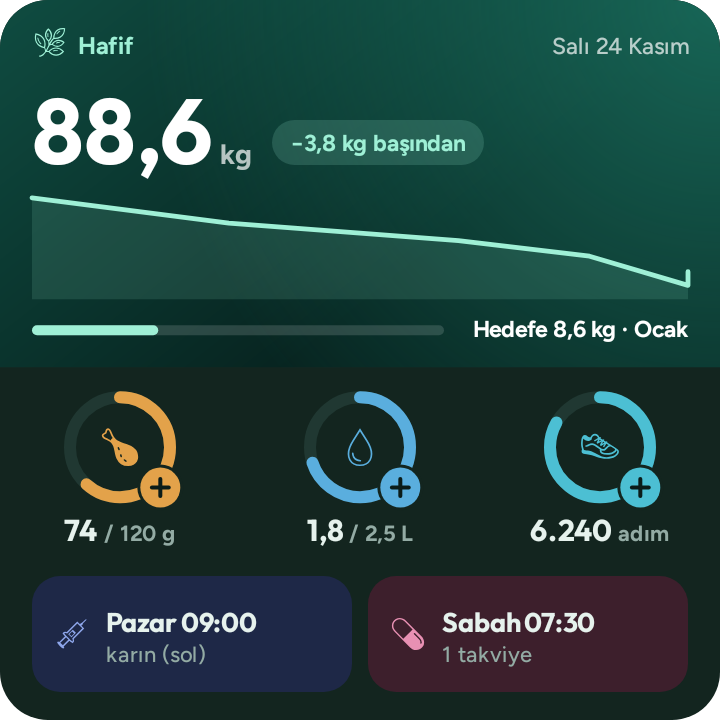 Hafif
Salı 24 Kasım
88,6 kg
−3,8 kg başından
Hedefe 8,6 kg · Ocak
74 / 120 g
1,8 / 2,5 L
6.240 adım
Pazar 09:00
karın (sol)
Sabah 07:30
1 takviye